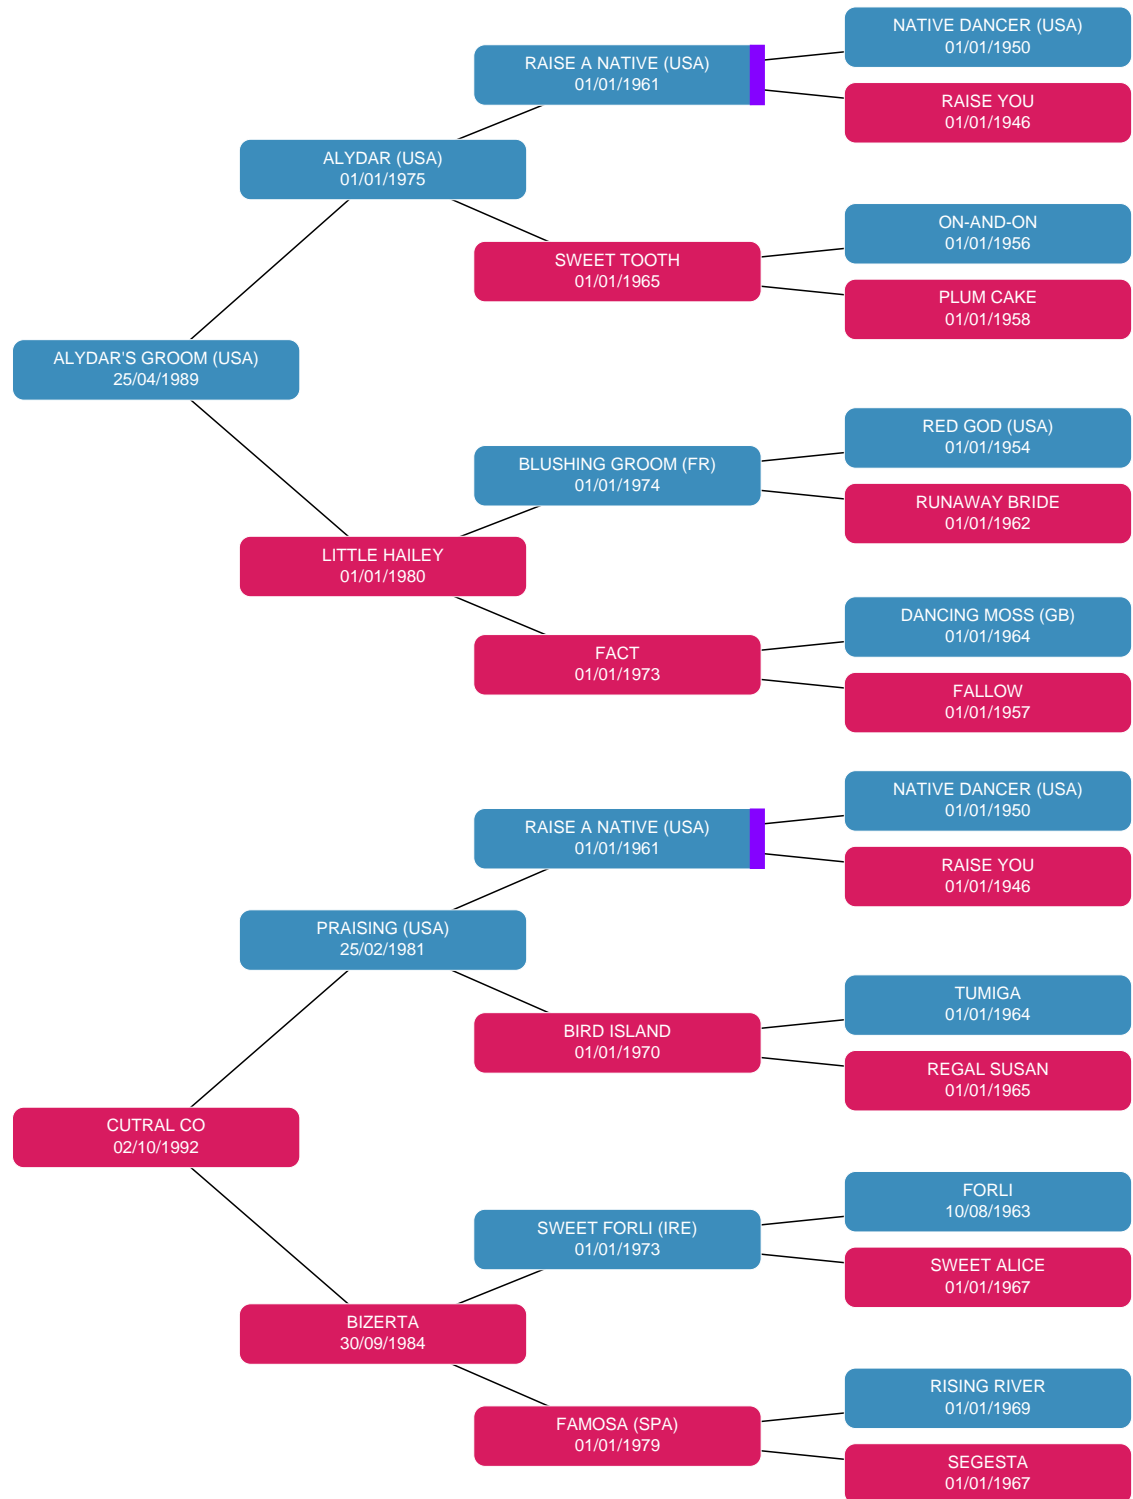 NATIVE DANCER (USA)
01/01/1950
RAISE A NATIVE (USA)
01/01/1961
RAISE YOU
01/01/1946
ALYDAR (USA)
01/01/1975
ON-AND-ON
01/01/1956
SWEET TOOTH
01/01/1965
PLUM CAKE
01/01/1958
ALYDAR'S GROOM (USA)
25/04/1989
RED GOD (USA)
01/01/1954
BLUSHING GROOM (FR)
01/01/1974
RUNAWAY BRIDE
01/01/1962
LITTLE HAILEY
01/01/1980
DANCING MOSS (GB)
01/01/1964
FACT
01/01/1973
FALLOW
01/01/1957
NATIVE DANCER (USA)
01/01/1950
RAISE A NATIVE (USA)
01/01/1961
RAISE YOU
01/01/1946
PRAISING (USA)
25/02/1981
TUMIGA
01/01/1964
BIRD ISLAND
01/01/1970
REGAL SUSAN
01/01/1965
CUTRAL CO
02/10/1992
FORLI
10/08/1963
SWEET FORLI (IRE)
01/01/1973
SWEET ALICE
01/01/1967
BIZERTA
30/09/1984
RISING RIVER
01/01/1969
FAMOSA (SPA)
01/01/1979
SEGESTA
01/01/1967